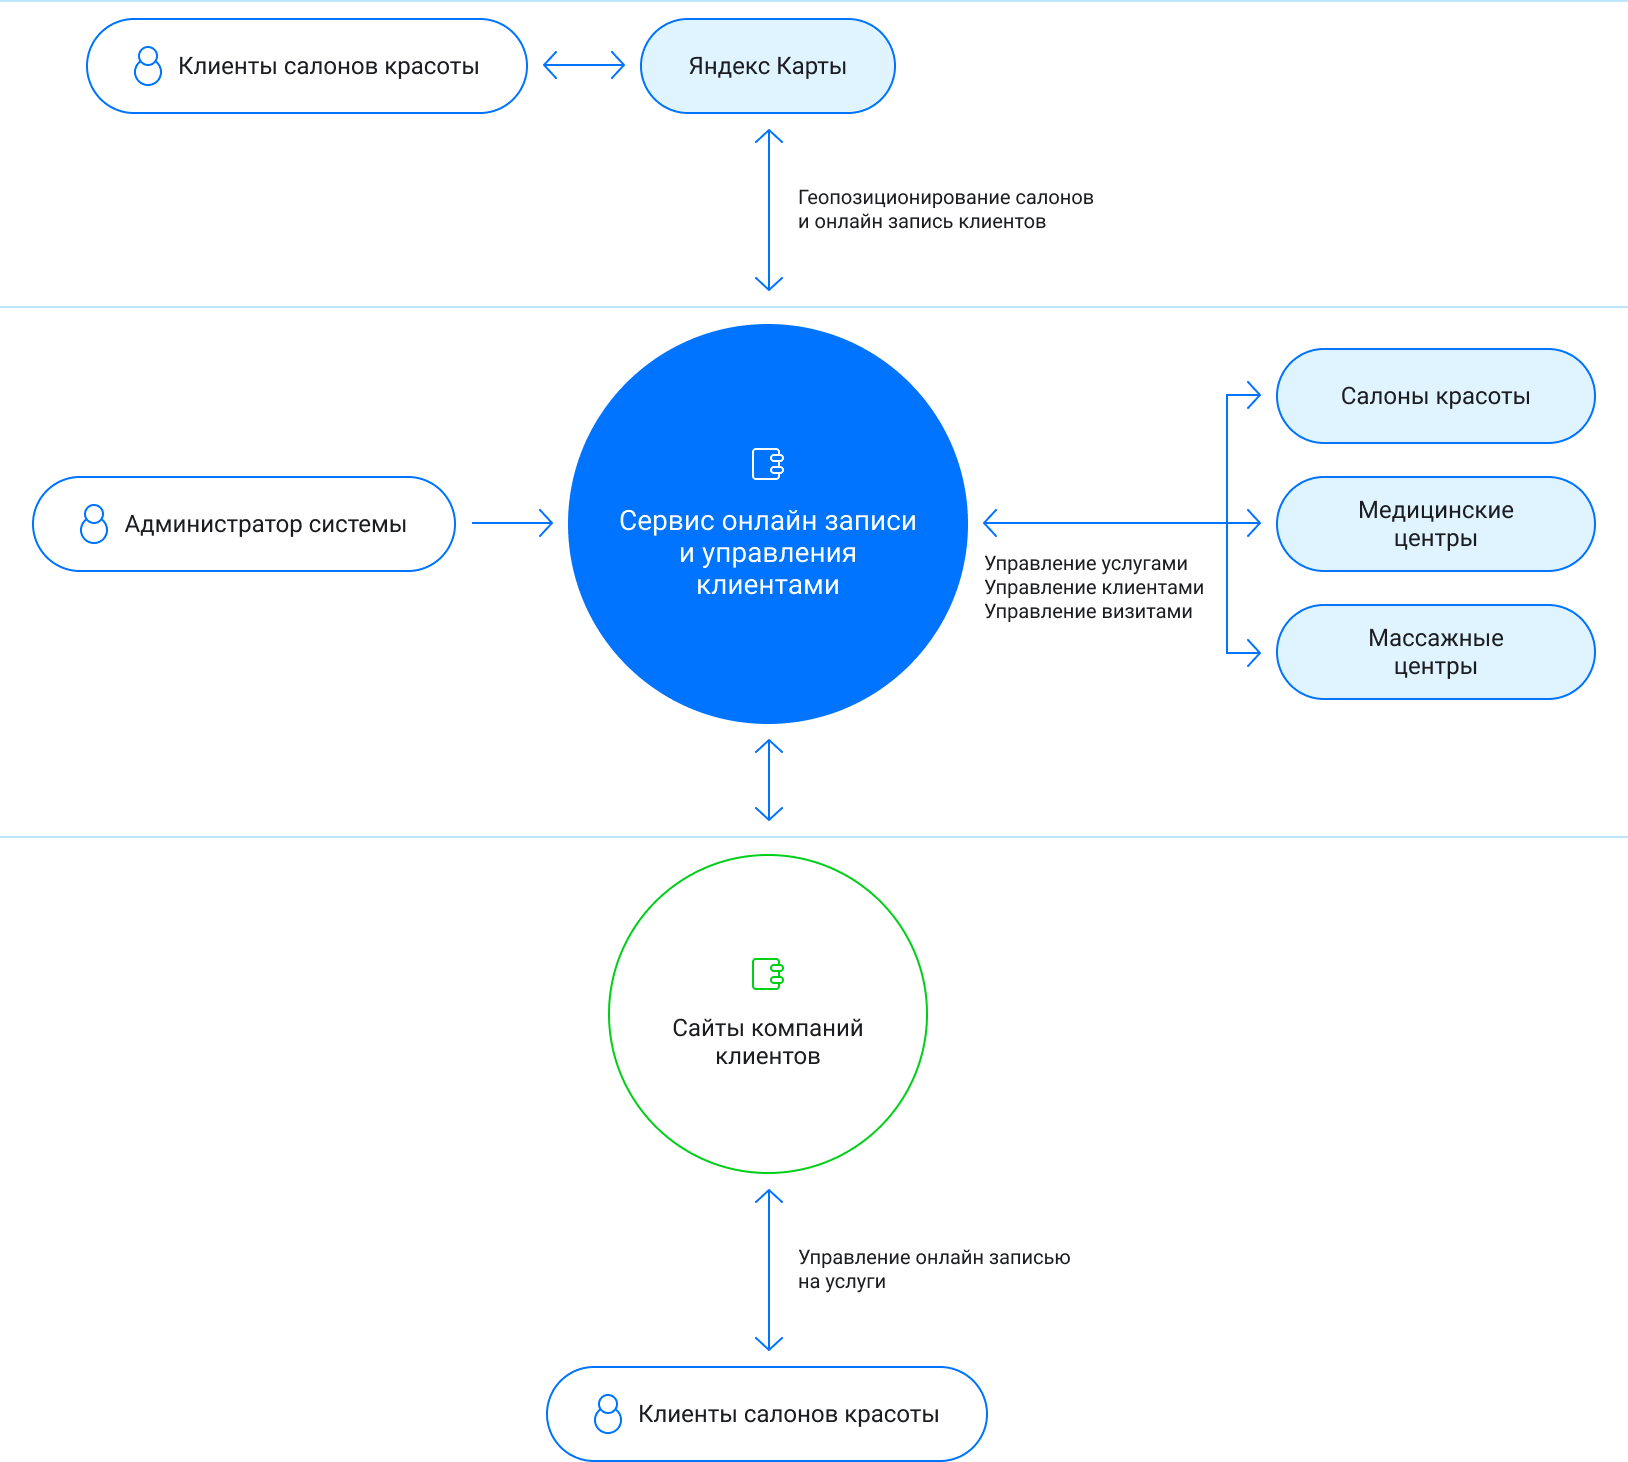 Клиенты салонов красоты
Яндекс Карты
Геопозиционирование салонов
и онлайн запись клиентов
Администратор системы
Сервис онлайн записи
и управления
клиентами
Управление услугами
Управление клиентами
Управление визитами
Салоны красоты
Медицинские
центры
Массажные
центры
Сайты компаний
клиентов
Управление онлайн записью
на услуги
Клиенты салонов красоты